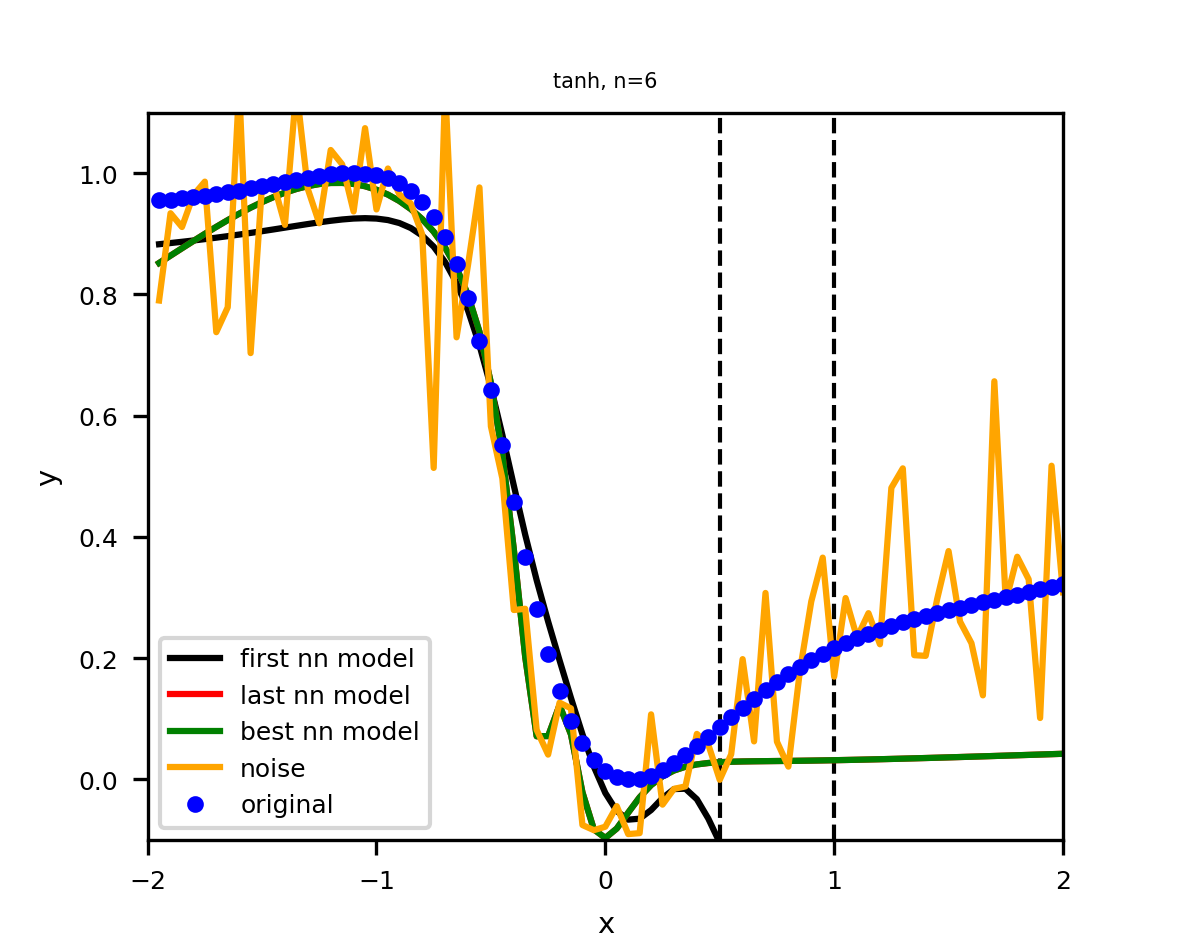 tanh, n=6
1.0
0.8
0.6
0.4
0.2
0.0
y
first nn model
last nn model
best nn model
noise
original
−2
−1
0
1
2
x